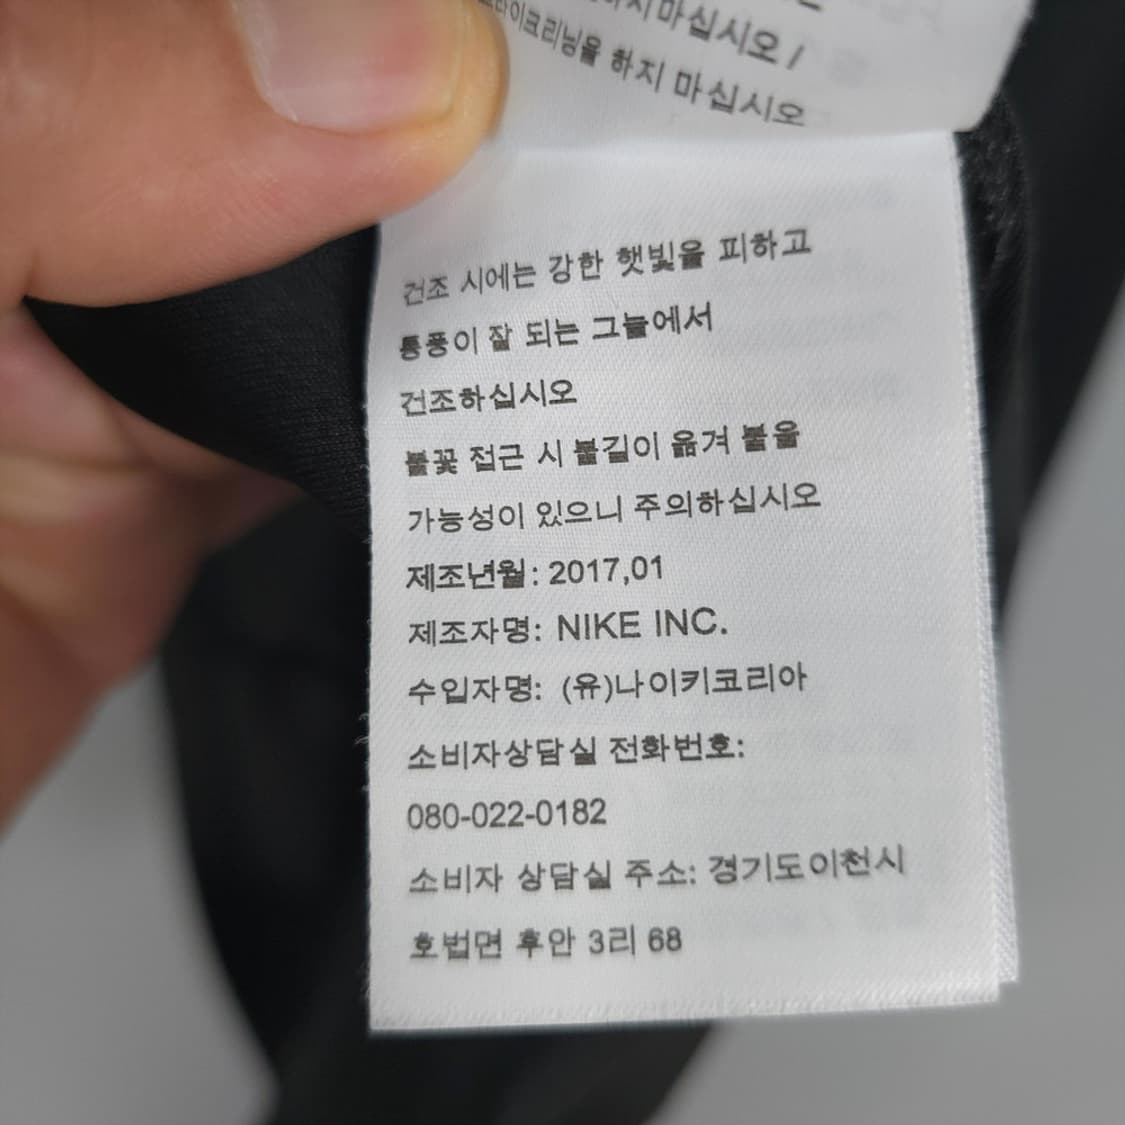 하지마십시오 /
드라이크리닝을 하지 마십시오
건조 시에는 강한 햇빛을 피하고
통풍이 잘 되는 그늘에서
건조하십시오
불꽃 접근 시 불길이 옮겨 붙을
가능성이 있으니 주의하십시오
제조년월: 2017,01
제조자명: NIKE INC.
수입자명: (유)나이키코리아
소비자상담실 전화번호:
080-022-0182
소비자 상담실 주소: 경기도이천시
호법면 후안 3리 68